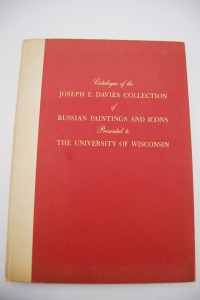 Catalogue of the
JOSEPH E. DAVIES COLLECTION
of
RUSSIAN PAINTINGS AND ICONS
Presented to
THE UNIVERSITY OF WISCONSIN